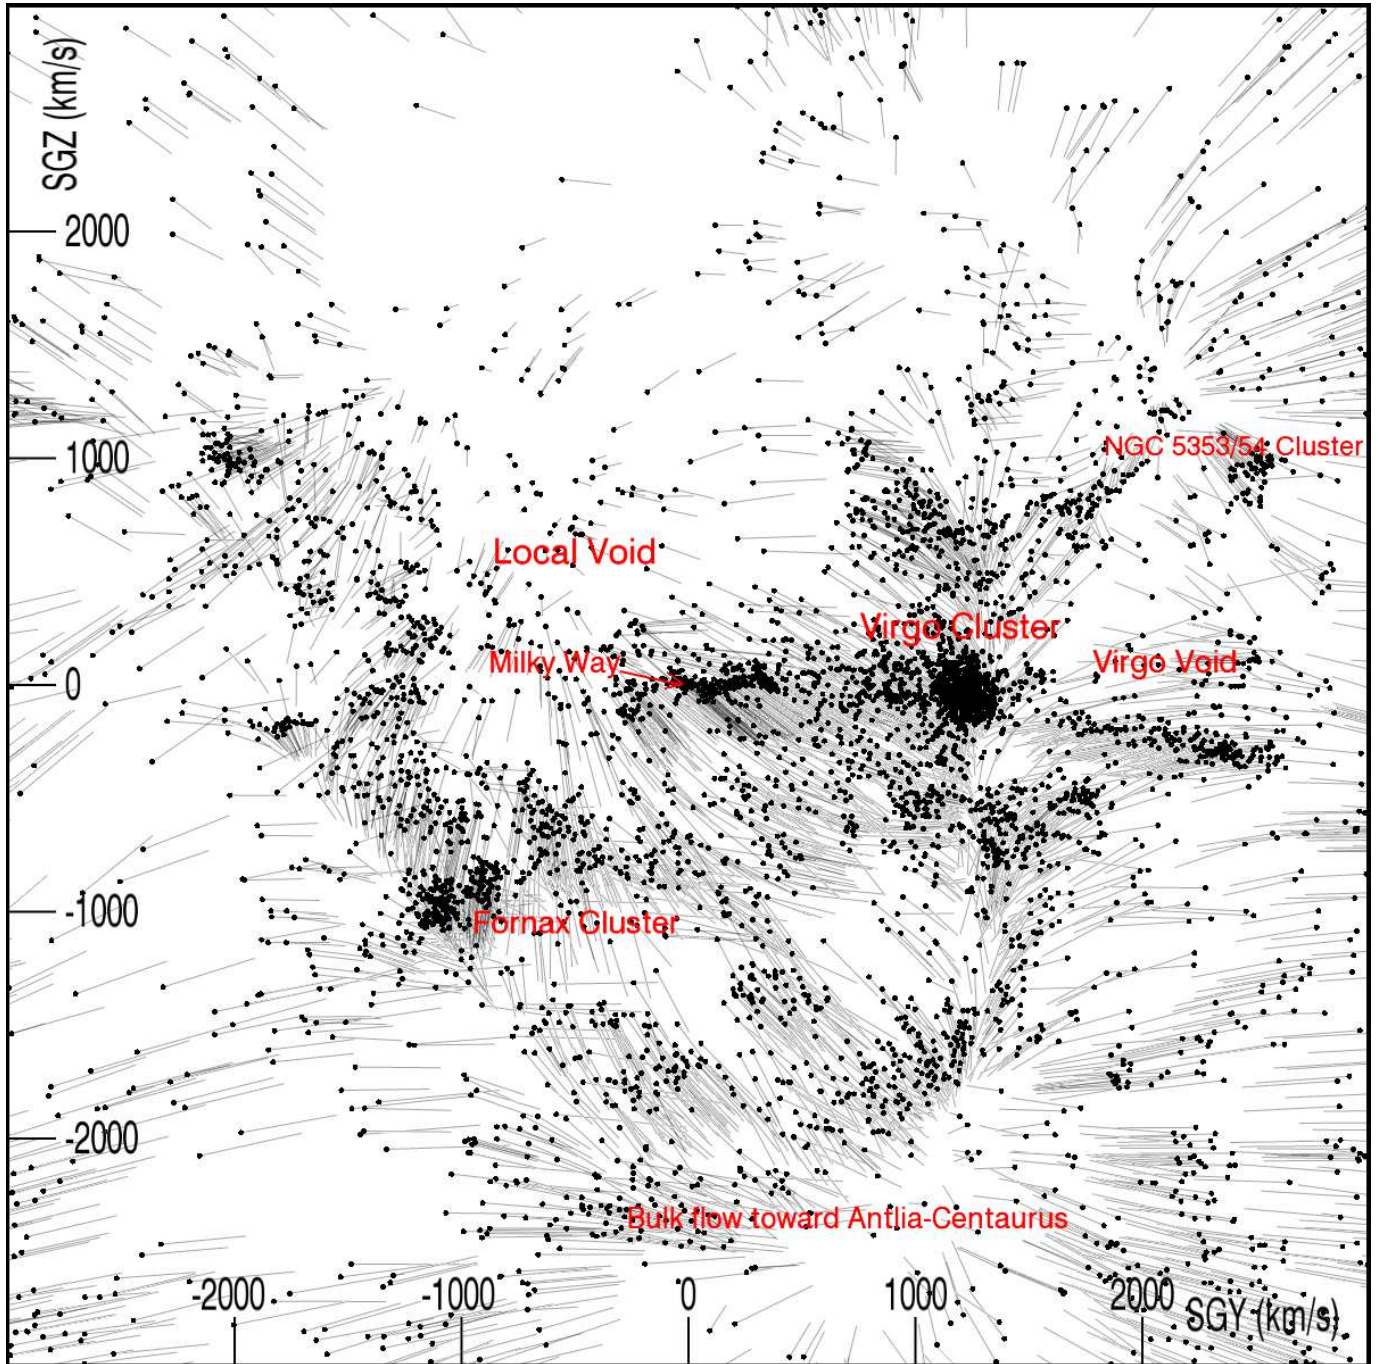 SGZ (km/s)
2000
NGC 5353/54 Cluster
1000
Local Void
Virgo Cluster
Milky Way
Virgo Void
0
-1000
Fornax Cluster
-2000
Bulk flow toward Antlia-Centaurus
-2000
-1000
0
1000
2000
SGY (km/s)